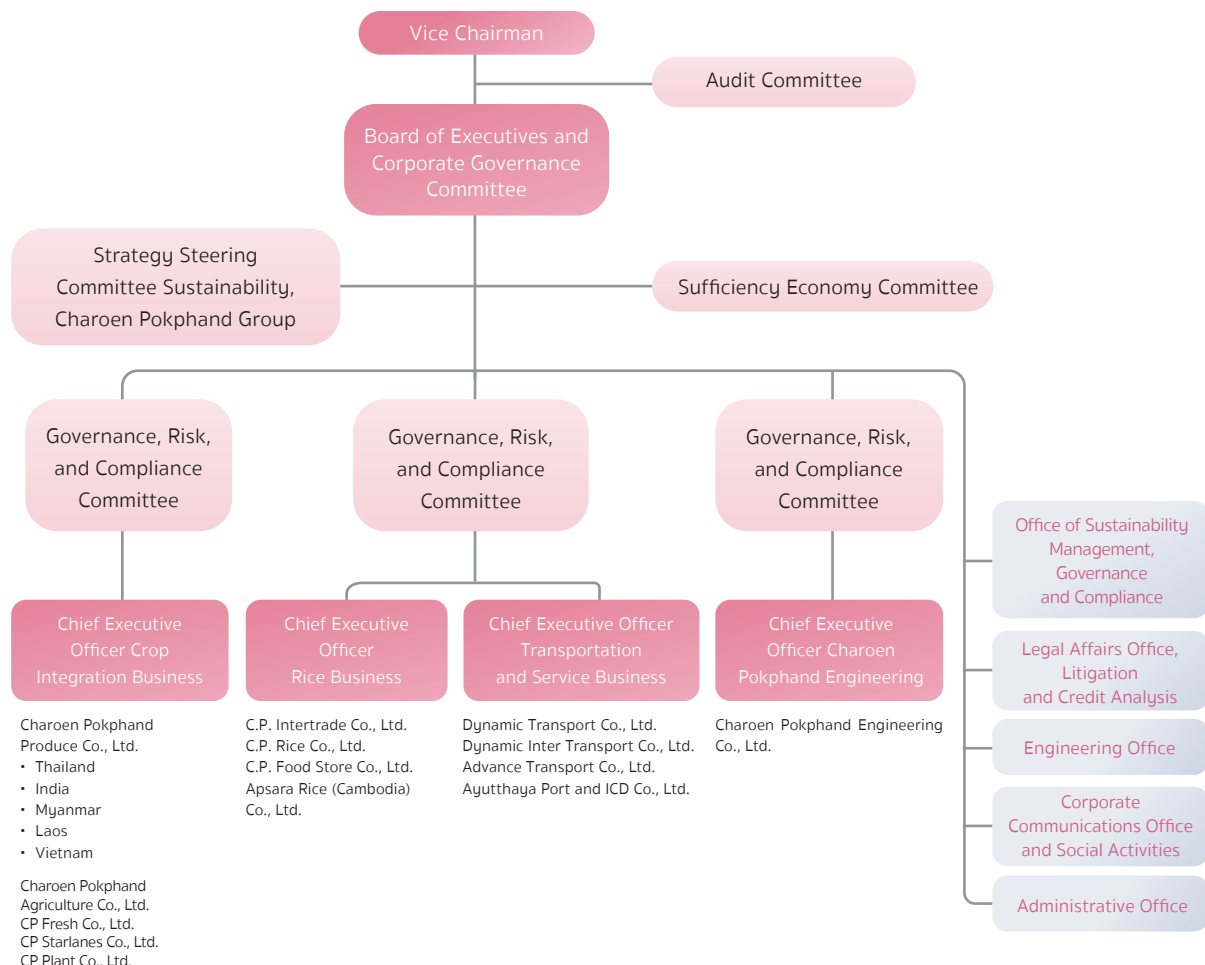 Vice Chairman
Audit Committee
Board of Executives and
Corporate Governance
Committee
Strategy Steering
Committee Sustainability,
Charoen Pokphand Group
Sufficiency Economy Committee
Governance, Risk,
and Compliance
Committee
Governance, Risk,
and Compliance
Committee
Governance, Risk,
and Compliance
Committee
Chief Executive
Officer Crop
Integration Business
Charoen Pokphand
Produce Co., Ltd.
• Thailand
• India
• Myanmar
• Laos
• Vietnam
Charoen Pokphand
Agriculture Co., Ltd.
CP Fresh Co., Ltd.
CP Starlanes Co., Ltd.
CP Plant Co., Ltd.
Chief Executive
Officer
Rice Business
C.P. Intertrade Co., Ltd.
C.P. Rice Co., Ltd.
C.P. Food Store Co., Ltd.
Apsara Rice (Cambodia)
Co., Ltd.
Chief Executive Officer
Transportation
and Service Business
Dynamic Transport Co., Ltd.
Dynamic Inter Transport Co., Ltd.
Advance Transport Co., Ltd.
Ayutthaya Port and ICD Co., Ltd.
Chief Executive
Officer Charoen
Pokphand Engineering
Charoen Pokphand Engineering
Co., Ltd.
Office of Sustainability
Management,
Governance
and Compliance
Legal Affairs Office,
Litigation
and Credit Analysis
Engineering Office
Corporate
Communications Office
and Social Activities
Administrative Office